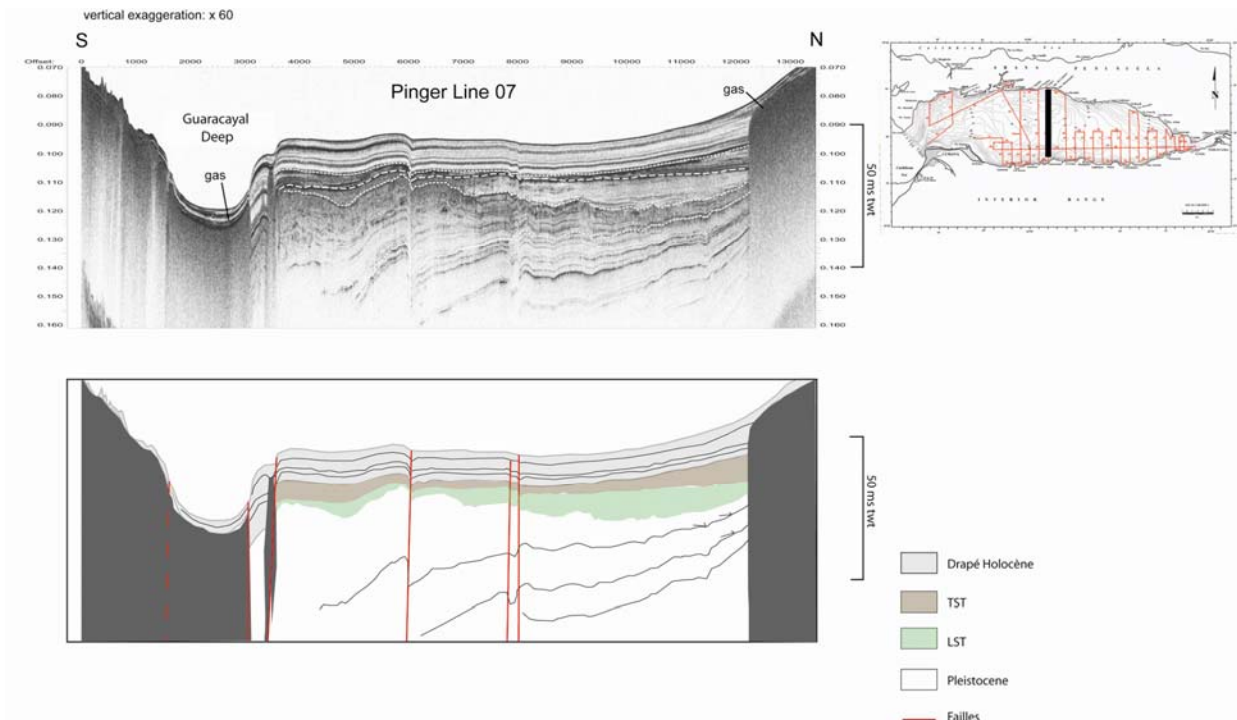 vertical exaggeration: x 60
S
N
Offset:
0
1000
2000
3000
4000
5000
6000
7000
8000
9000
10000
11000
12000
13000
0.070
0.070
Pinger Line 07
gas
0.080
0.080
Guaracayal
Deep
0.090
0.090
0.100
0.100
gas
0.110
0.110
0.120
0.120
0.130
0.130
0.140
0.140
0.150
0.150
0.160
0.160
50 ms twt
ARAYA PENINSULA
N
INTERIOR RANGE
50 ms twt
Drapé Holocène
TST
LST
Pleistocene
Failles